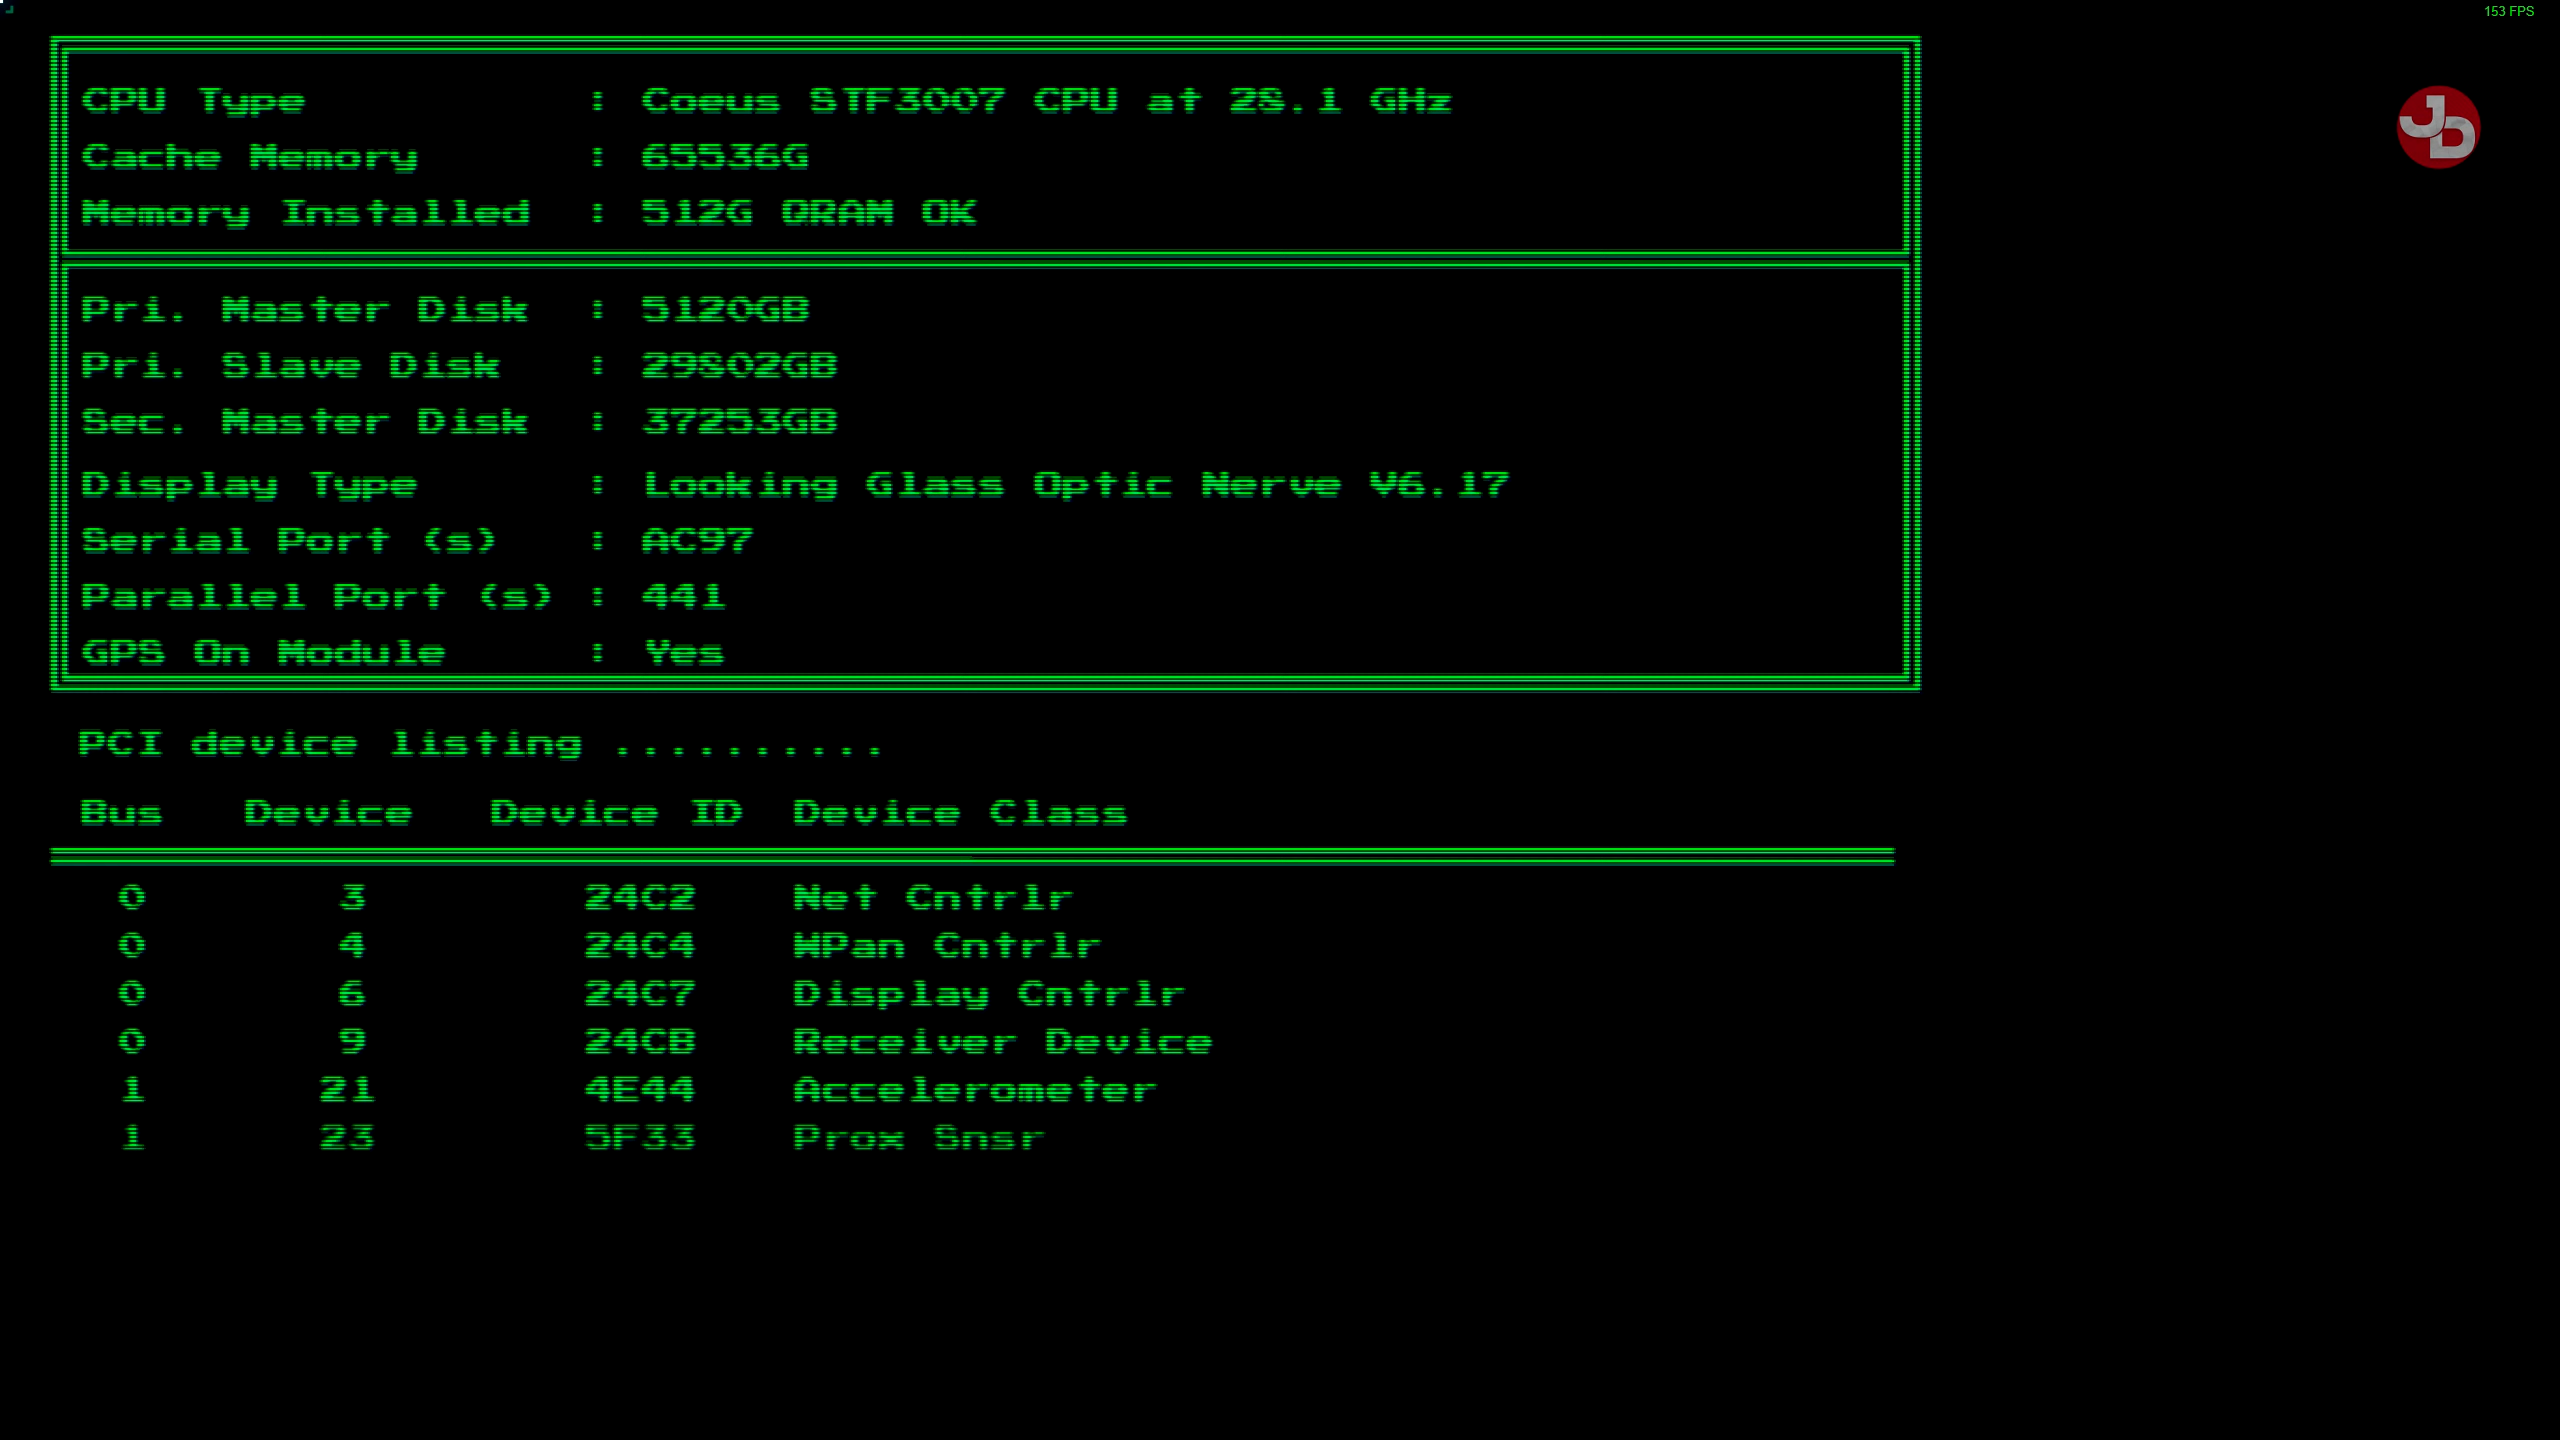 153 FPS
JD
CPU Type : Coeus STF3007 CPU at 28.1 GHz
Cache Memory : 65536G
Memory Installed : 512G QRAM OK
Pri. Master Disk : 5120GB
Pri. Slave Disk : 29802GB
Sec. Master Disk : 37253GB
Display Type : Looking Glass Optic Nerve V6.17
Serial Port (s) : AC97
Parallel Port (s) : 441
GPS On Module : Yes
PCI device listing ..........
Bus Device Device ID Device Class
0 3 24C2 Net Cntrlr
0 4 24C4 WPan Cntrlr
0 6 24C7 Display Cntrlr
0 9 24CB Receiver Device
1 21 4E44 Accelerometer
1 23 5F33 Prox Snsr